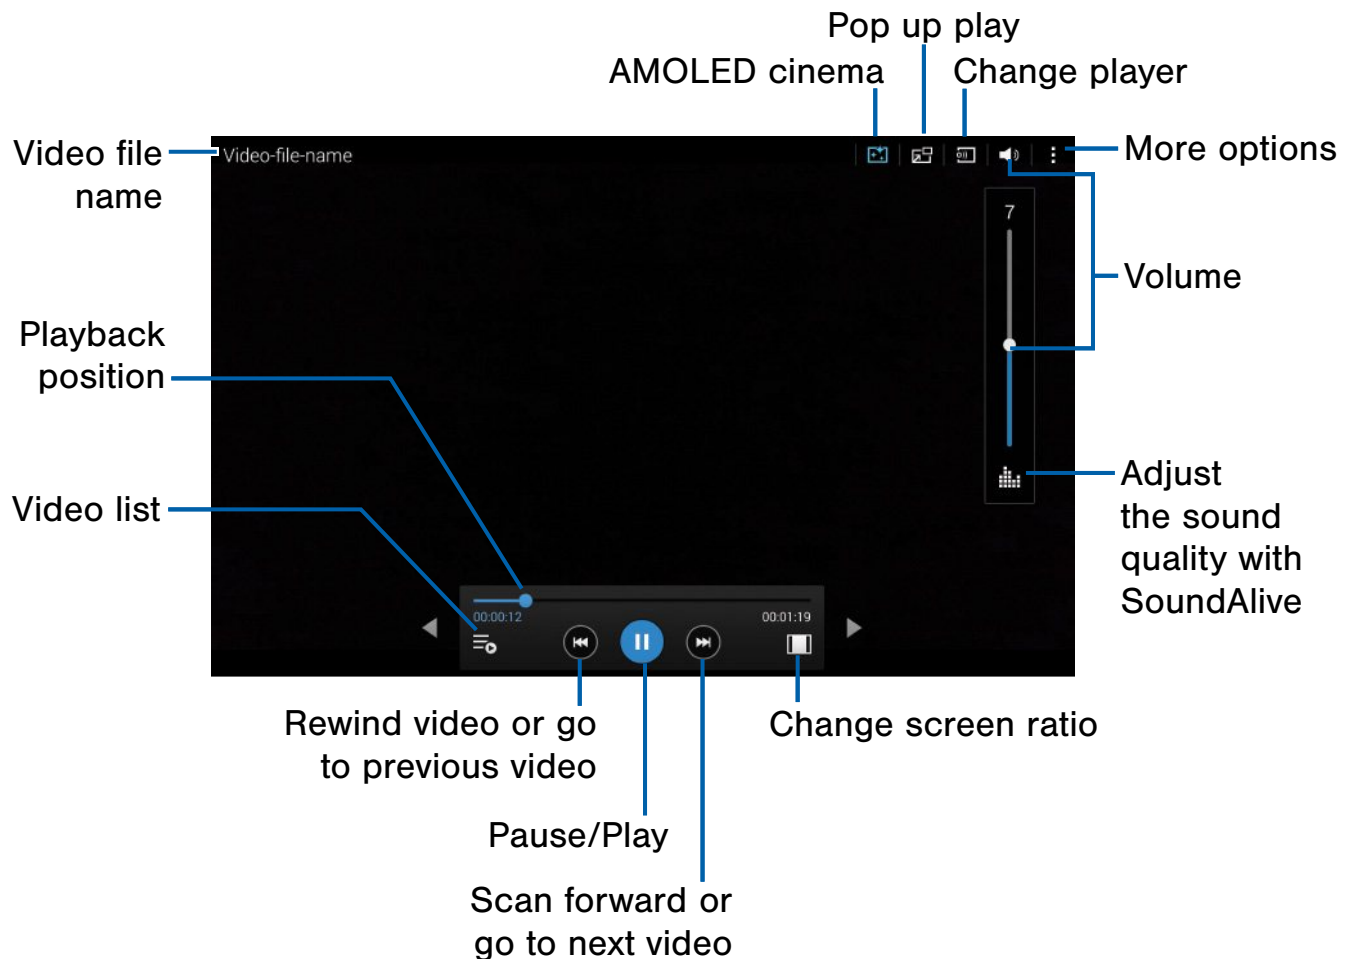 Pop up play
AMOLED cinema
Change player
Video file
name
Video-file-name
More options
7
Volume
Playback
position
Video list
Adjust
the sound
quality with
SoundAlive
00:00:12
00:01:19
Rewind video or go
to previous video
Change screen ratio
Pause/Play
Scan forward or
go to next video